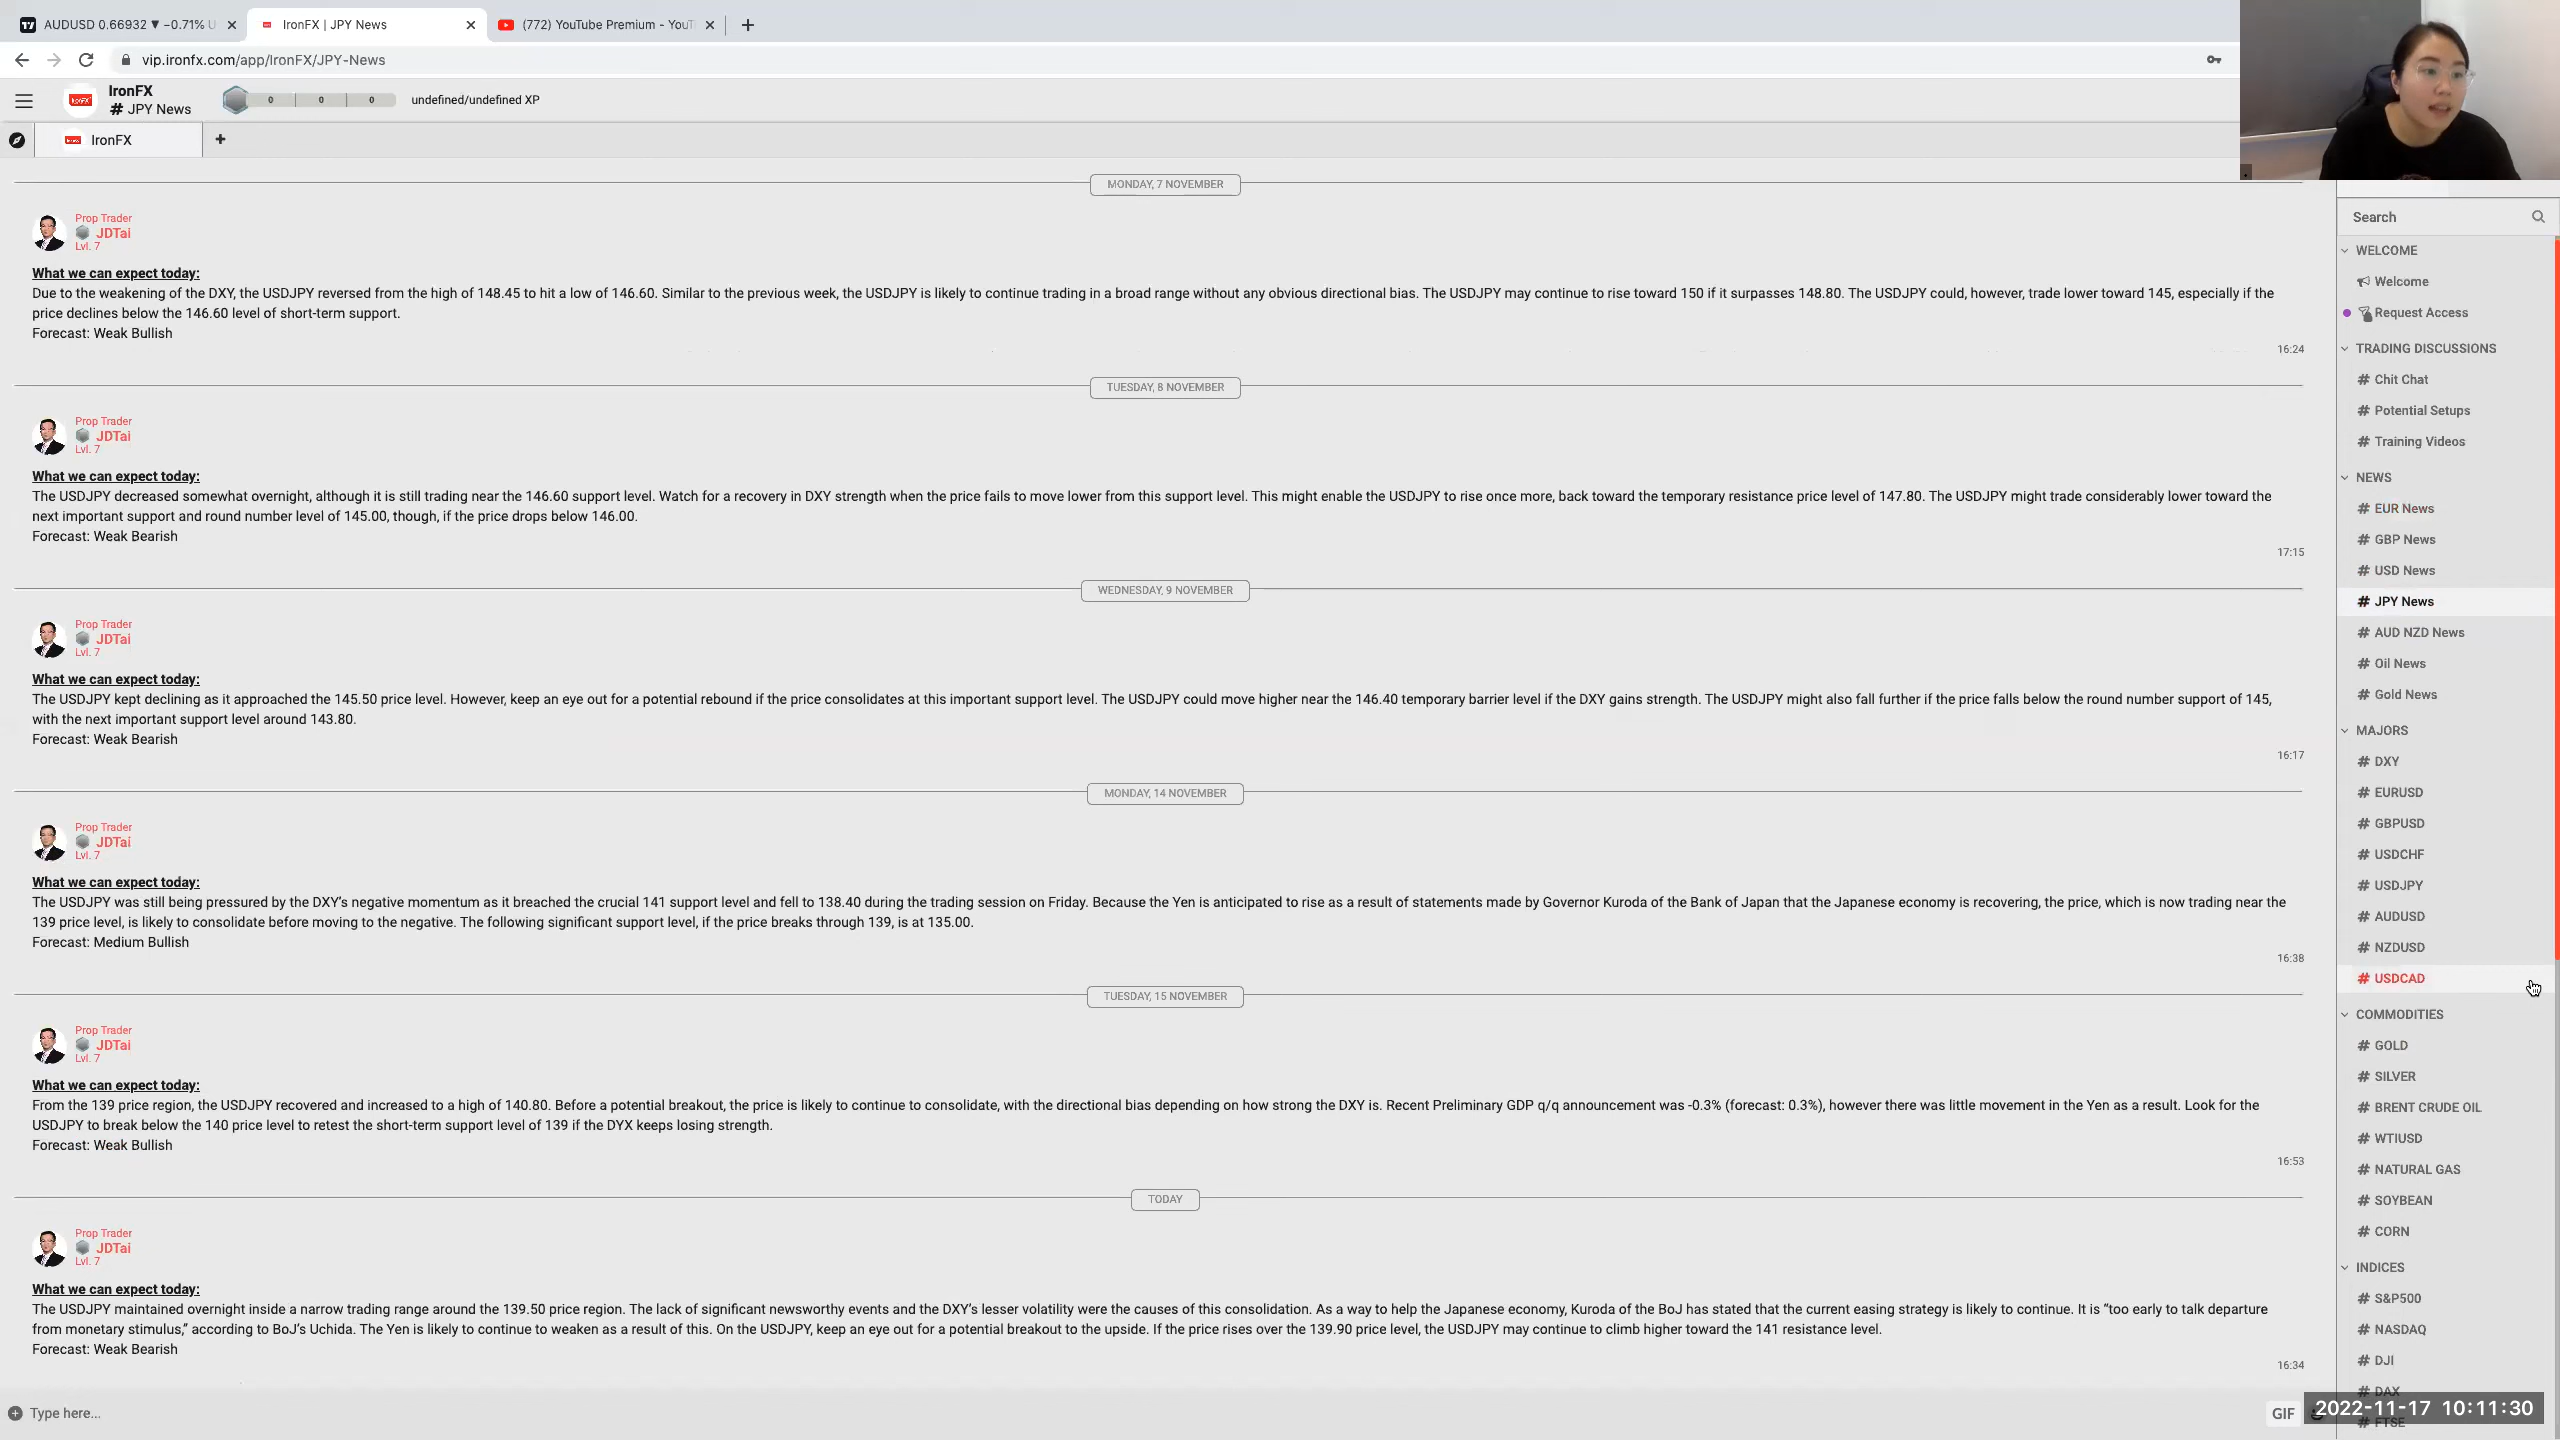 AUDUSD 0.66932 ▼ −0.71% U
IronFX | JPY News
(772) YouTube Premium - YouT
vip.ironfx.com/app/IronFX/JPY-News
IronFX
# JPY News
0 0 0
undefined/undefined XP
IronFX
MONDAY, 7 NOVEMBER
Prop Trader
JDTai
Lvl. 7
What we can expect today:
Due to the weakening of the DXY, the USDJPY reversed from the high of 148.45 to hit a low of 146.60. Similar to the previous week, the USDJPY is likely to continue trading in a broad range without any obvious directional bias. The USDJPY may continue to rise toward 150 if it surpasses 148.80. The USDJPY could, however, trade lower toward 145, especially if the
price declines below the 146.60 level of short-term support.
Forecast: Weak Bullish
16:24
TUESDAY, 8 NOVEMBER
Prop Trader
JDTai
Lvl. 7
What we can expect today:
The USDJPY decreased somewhat overnight, although it is still trading near the 146.60 support level. Watch for a recovery in DXY strength when the price fails to move lower from this support level. This might enable the USDJPY to rise once more, back toward the temporary resistance price level of 147.80. The USDJPY might trade considerably lower toward the
next important support and round number level of 145.00, though, if the price drops below 146.00.
Forecast: Weak Bearish
17:15
WEDNESDAY, 9 NOVEMBER
Prop Trader
JDTai
Lvl. 7
What we can expect today:
The USDJPY kept declining as it approached the 145.50 price level. However, keep an eye out for a potential rebound if the price consolidates at this important support level. The USDJPY could move higher near the 146.40 temporary barrier level if the DXY gains strength. The USDJPY might also fall further if the price falls below the round number support of 145,
with the next important support level around 143.80.
Forecast: Weak Bearish
16:17
MONDAY, 14 NOVEMBER
Prop Trader
JDTai
Lvl. 7
What we can expect today:
The USDJPY was still being pressured by the DXY's negative momentum as it breached the crucial 141 support level and fell to 138.40 during the trading session on Friday. Because the Yen is anticipated to rise as a result of statements made by Governor Kuroda of the Bank of Japan that the Japanese economy is recovering, the price, which is now trading near the
139 price level, is likely to consolidate before moving to the negative. The following significant support level, if the price breaks through 139, is at 135.00.
Forecast: Medium Bullish
16:38
TUESDAY, 15 NOVEMBER
Prop Trader
JDTai
Lvl. 7
What we can expect today:
From the 139 price region, the USDJPY recovered and increased to a high of 140.80. Before a potential breakout, the price is likely to continue to consolidate, with the directional bias depending on how strong the DXY is. Recent Preliminary GDP q/q announcement was -0.3% (forecast: 0.3%), however there was little movement in the Yen as a result. Look for the
USDJPY to break below the 140 price level to retest the short-term support level of 139 if the DYX keeps losing strength.
Forecast: Weak Bullish
16:53
TODAY
Prop Trader
JDTai
Lvl. 7
What we can expect today:
The USDJPY maintained overnight inside a narrow trading range around the 139.50 price region. The lack of significant newsworthy events and the DXY's lesser volatility were the causes of this consolidation. As a way to help the Japanese economy, Kuroda of the BoJ has stated that the current easing strategy is likely to continue. It is “too early to talk departure
from monetary stimulus,” according to BoJ's Uchida. The Yen is likely to continue to weaken as a result of this. On the USDJPY, keep an eye out for a potential breakout to the upside. If the price rises over the 139.90 price level, the USDJPY may continue to climb higher toward the 141 resistance level.
Forecast: Weak Bearish
16:34
Type here...
GIF
Search
WELCOME
Welcome
Request Access
TRADING DISCUSSIONS
# Chit Chat
# Potential Setups
# Training Videos
NEWS
# EUR News
# GBP News
# USD News
# JPY News
# AUD NZD News
# Oil News
# Gold News
MAJORS
# DXY
# EURUSD
# GBPUSD
# USDCHF
# USDJPY
# AUDUSD
# NZDUSD
# USDCAD
COMMODITIES
# GOLD
# SILVER
# BRENT CRUDE OIL
# WTIUSD
# NATURAL GAS
# SOYBEAN
# CORN
INDICES
# S&P500
# NASDAQ
# DJI
# DAX
# FTSE
2022-11-17 10:11:30